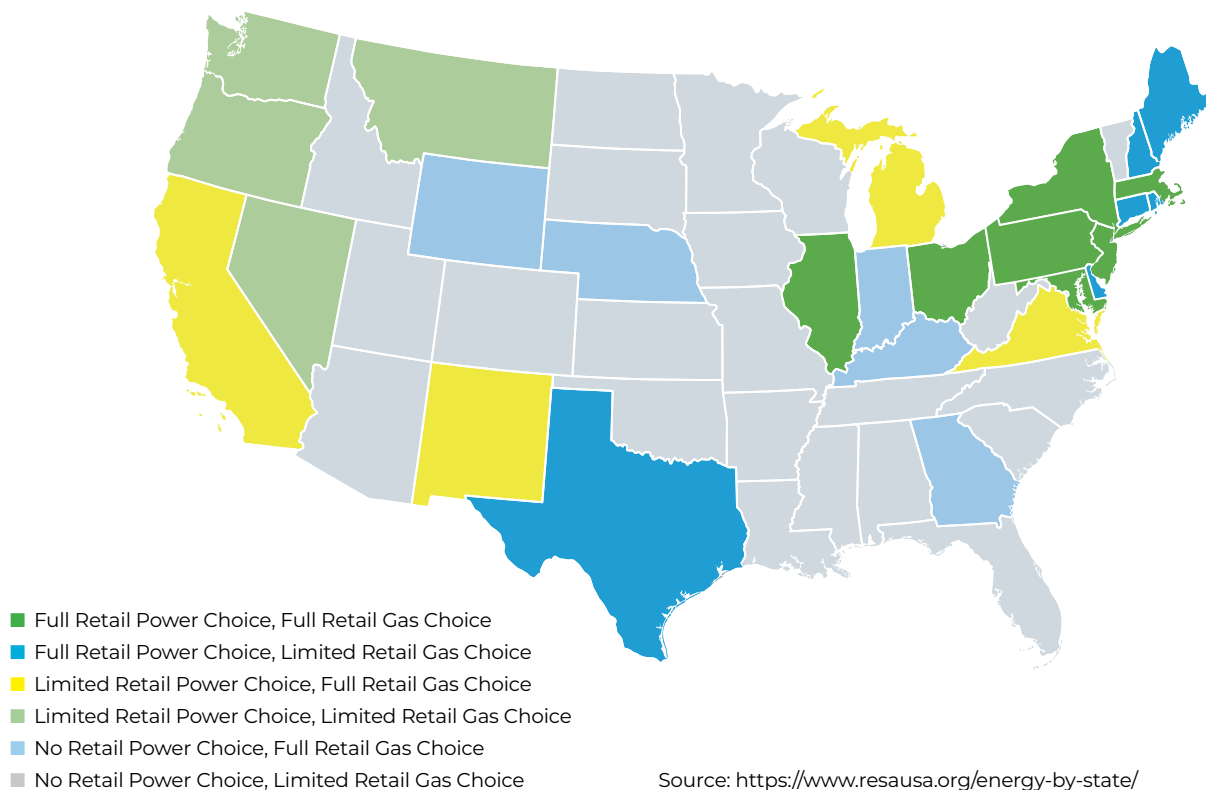 Full Retail Power Choice, Full Retail Gas Choice
Full Retail Power Choice, Limited Retail Gas Choice
Limited Retail Power Choice, Full Retail Gas Choice
Limited Retail Power Choice, Limited Retail Gas Choice
No Retail Power Choice, Full Retail Gas Choice
No Retail Power Choice, Limited Retail Gas Choice
Source: https://www.resausa.org/energy-by-state/